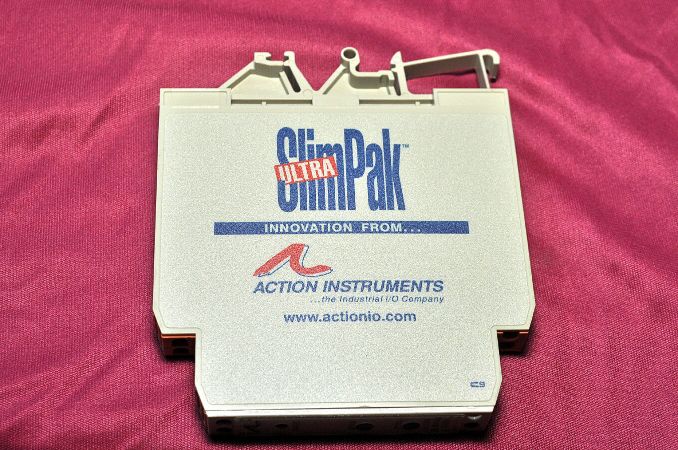 SlimPak™
ULTRA
INNOVATION FROM...
ACTION INSTRUMENTS
...the Industrial I/O Company
www.actionio.com